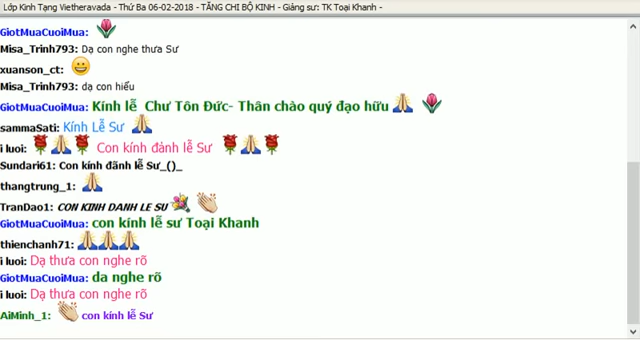 Lớp Kinh Tạng Vietheravada - Thứ Ba 06-02-2018 - TĂNG CHI BỘ KINH - Giảng sư: TK Toại Khanh -
GiotMuaCuoiMua:
Misa_Trinh793: Dạ con nghe thưa Sư
xuanson_ct:
Misa_Trinh793: dạ con hiểu
GiotMuaCuoiMua: Kính lễ Chư Tôn Đức- Thân chào quý đạo hữu
sammaSati: Kính Lễ Sư
i luoi: Con kính đảnh lễ Sư
Sundari61: Con kính đãnh lễ Sư_()_
thangtrung_1:
TranDao1: CON KINH DANH LE SU
GiotMuaCuoiMua: con kính lễ sư Toại Khanh
thienchanh71:
i luoi: Dạ thưa con nghe rõ
GiotMuaCuoiMua: da nghe rõ
i luoi: Dạ thưa con nghe rõ
AiMinh_1: con kính lễ Sư